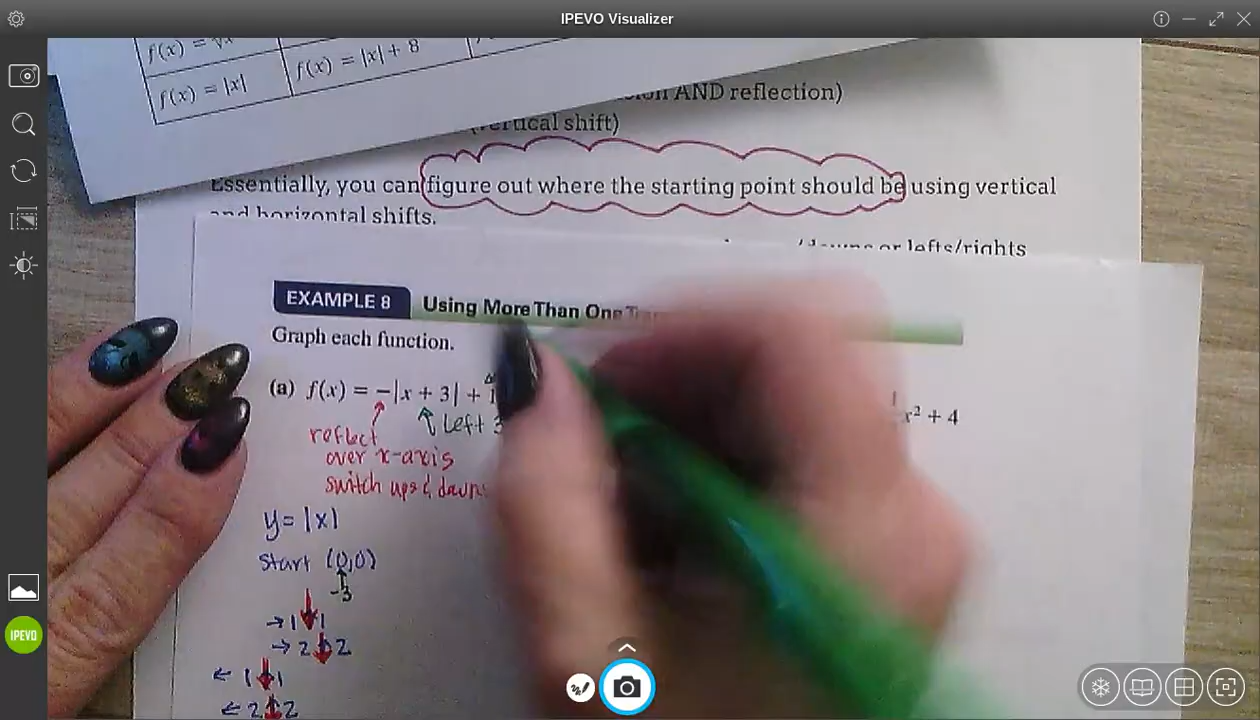 IPEVO Visualizer
f(x) =
f(x) = |x|
f(x) = |x| + 8
AND reflection)
(vertical shift)
Essentially, you can figure out where the starting point should be using vertical
and horizontal shifts.
or lefts/rights
EXAMPLE 8 Using More Than One
Graph each function.
(a) f(x) = -|x + 3| + 1
x² + 4
left 3
reflect
over x-axis
switch ups & downs
y = |x|
start (0,0)
-3
→ 1 ↓ 1
→ 2 ↓ 2
← 1 ↓ 1
← 2 2
IPEVO